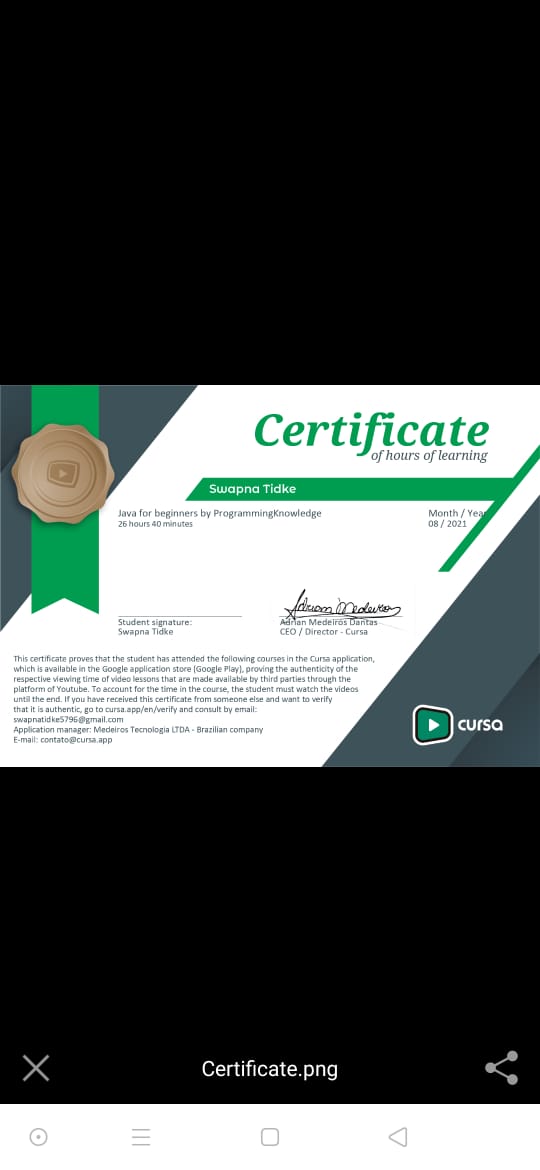 Certificate
of hours of learning
Swapna Tidke
Java for beginners by ProgrammingKnowledge
26 hours 40 minutes
Month / Year
08 / 2021
Adrian Medeiros
Student signature:
Swapna Tidke
Adrian Medeiros Dantas
CEO / Director - Cursa
This certificate proves that the student has attended the following courses in the Cursa application,
which is available in the Google application store (Google Play), proving the authenticity of the
respective viewing time of video lessons that are made available by third parties through the
platform of Youtube. To account for the time in the course, the student must watch the videos
until the end. If you have received this certificate from someone else and want to verify
that it is authentic, go to cursa.app/en/verify and consult by email:
swapnatidke5796@gmail.com
Application manager: Medeiros Tecnologia LTDA - Brazilian company
E-mail: contato@cursa.app
cursa
Certificate.png